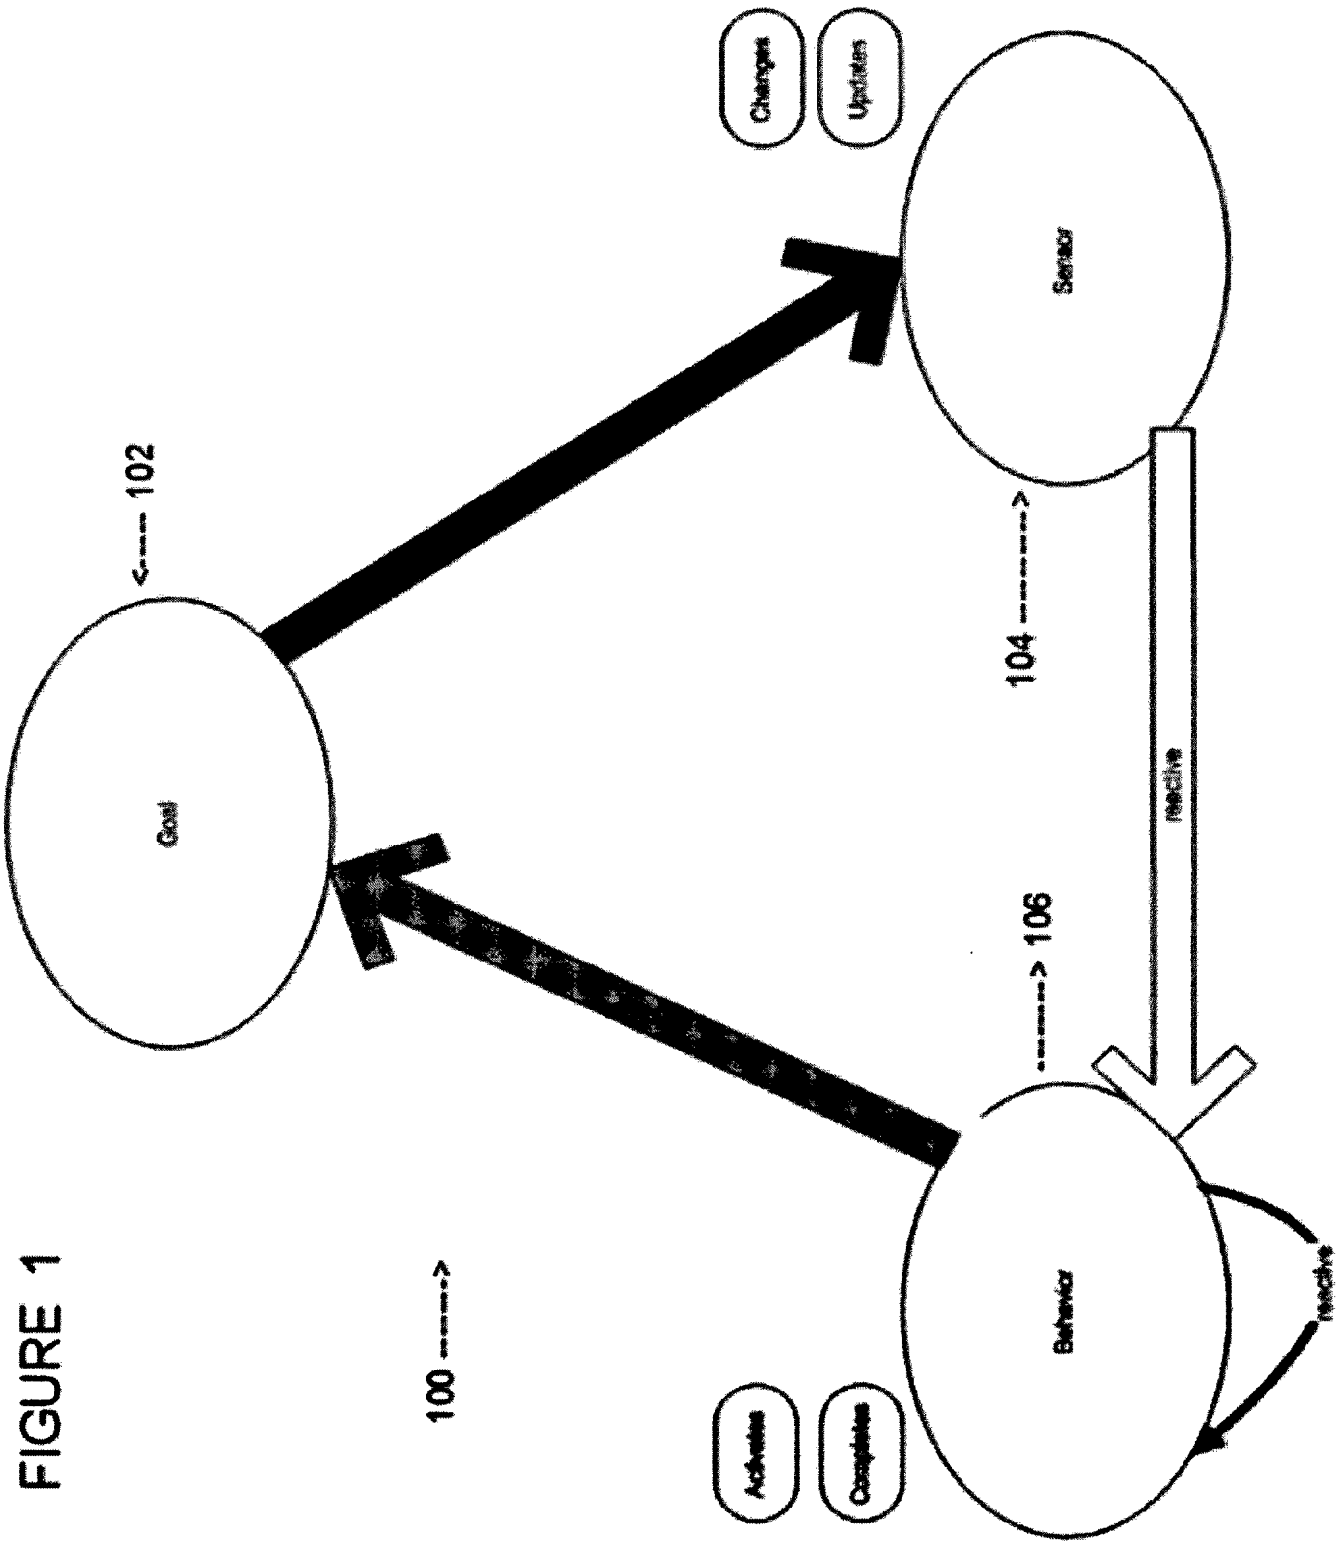 FIGURE 1
100 ------>
Goal
<----- 102
Activates
Completes
Behavior
reactive
-------> 106
reactive
104 --------->
Sensor
Changes
Updates